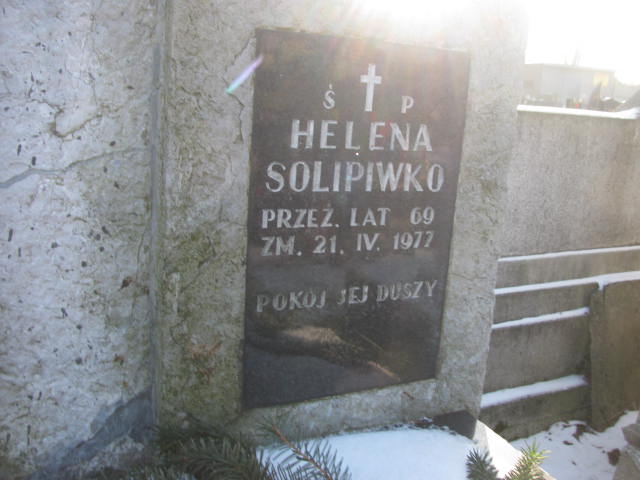 Ś P
HELENA
SOLIPIWKO
PRZEŻ. LAT 69
ZM. 21. IV. 1977
POKÓJ JEJ DUSZY